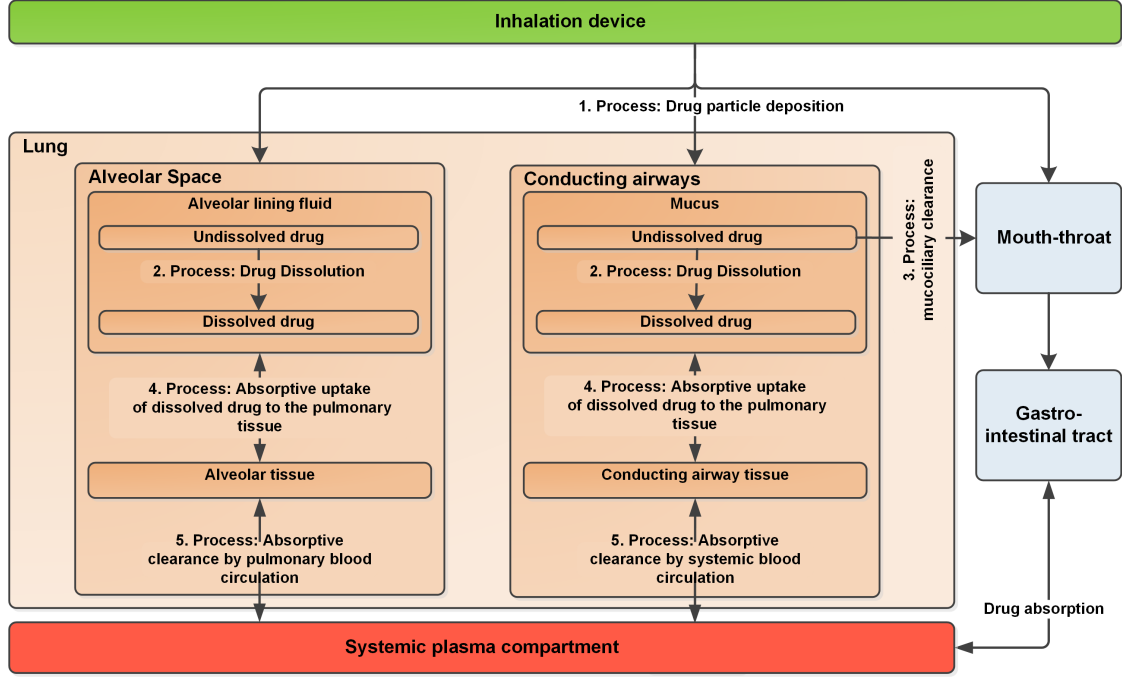 Inhalation device
1. Process: Drug particle deposition
Lung
Alveolar Space
Alveolar lining fluid
Undissolved drug
2. Process: Drug Dissolution
Dissolved drug
4. Process: Absorptive uptake
of dissolved drug to the pulmonary
tissue
Alveolar tissue
5. Process: Absorptive
clearance by pulmonary blood
circulation
Conducting airways
Mucus
Undissolved drug
2. Process: Drug Dissolution
Dissolved drug
4. Process: Absorptive uptake
of dissolved drug to the pulmonary
tissue
Conducting airway tissue
5. Process: Absorptive
clearance by systemic blood
circulation
3. Process:
mucociliary clearance
Mouth-throat
Gastro-
intestinal tract
Drug absorption
Systemic plasma compartment